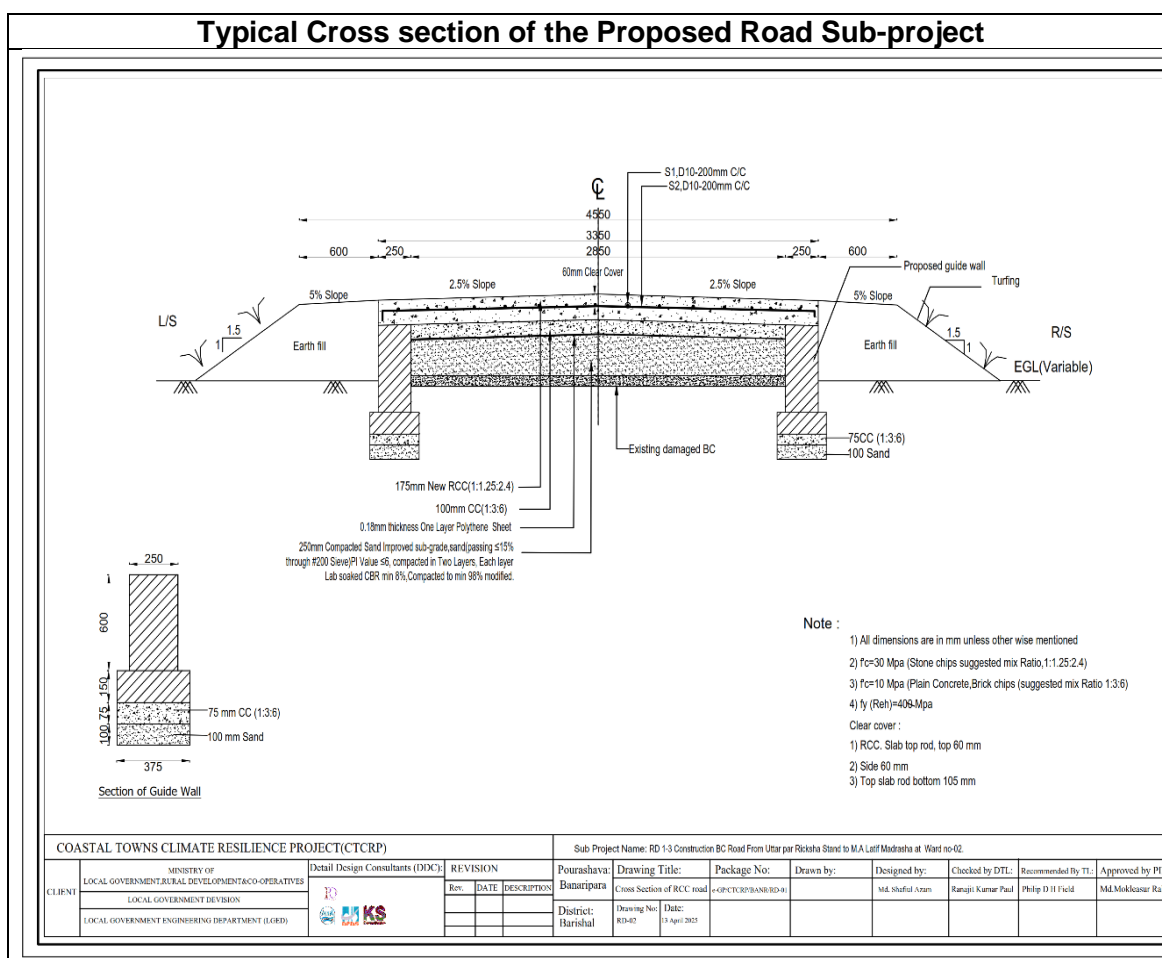 Typical Cross section of the Proposed Road Sub-project
S1,D10-200mm C/C
S2,D10-200mm C/C
CL
4550
3350
600
250
2850
250
600
60mm Clear Cover
Proposed guide wall
Turfing
5% Slope
2.5% Slope
2.5% Slope
5% Slope
L/S
1.5
1
Earth fill
Earth fill
1.5
1
R/S
EGL(Variable)
75CC (1:3:6)
100 Sand
Existing damaged BC
175mm New RCC(1:1.25:2.4)
100mm CC(1:3:6)
0.18mm thickness One Layer Polythene Sheet
250mm Compacted Sand Improved sub-grade,sand(passing ≤15%
through #200 Sieve)PI Value ≤6, compacted in Two Layers, Each layer
Lab soaked CBR min 8%,Compacted to min 98% modified.
250
600
150
75
100
75 mm CC (1:3:6)
100 mm Sand
375
Section of Guide Wall
Note :
1) All dimensions are in mm unless other wise mentioned
2) f'c=30 Mpa (Stone chips suggested mix Ratio,1:1.25:2.4)
3) f'c=10 Mpa (Plain Concrete,Brick chips (suggested mix Ratio 1:3:6)
4) fy (Reh)=400-Mpa
Clear cover :
1) RCC. Slab top rod, top 60 mm
2) Side 60 mm
3) Top slab rod bottom 105 mm
COASTAL TOWNS CLIMATE RESILIENCE PROJECT(CTCRP)
Sub Project Name: RD 1-3 Construction BC Road From Uttar par Ricksha Stand to M.A Latif Madrasha at Ward no-02.
CLIENT
MINISTRY OF
LOCAL GOVERNMENT,RURAL DEVELOPMENT&CO-OPERATIVES
LOCAL GOVERNMENT DEVISION
LOCAL GOVERNMENT ENGINEERING DEPARTMENT (LGED)
Detail Design Consultants (DDC):
KS
REVISION
Rev. DATE DESCRIPTION
Pourashava:
Banaripara
District:
Barishal
Drawing Title:
Cross Section of RCC road
Drawing No:
RD-02
Date:
13 April 2025
Package No:
e-GP/CTCRP/BANR/RD-01
Drawn by:
Designed by:
Md. Shafiul Azam
Checked by DTL:
Ranajit Kumar Paul
Recommended By TL:
Philip D H Field
Approved by PD
Md.Mokleasur Ra